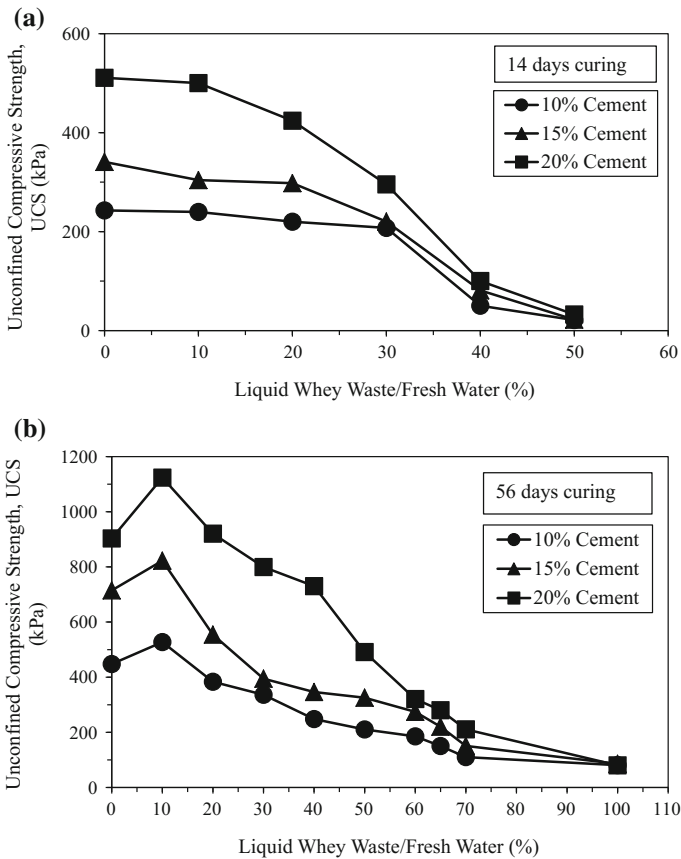 (a)
600
400
200
0
Unconfined Compressive Strength,
UCS (kPa)
14 days curing
10% Cement
15% Cement
20% Cement
0 10 20 30 40 50 60
Liquid Whey Waste/Fresh Water (%)
(b)
1200
1000
800
600
400
200
0
Unconfined Compressive Strength, UCS
(kPa)
56 days curing
10% Cement
15% Cement
20% Cement
0 10 20 30 40 50 60 70 80 90 100 110
Liquid Whey Waste/Fresh Water (%)